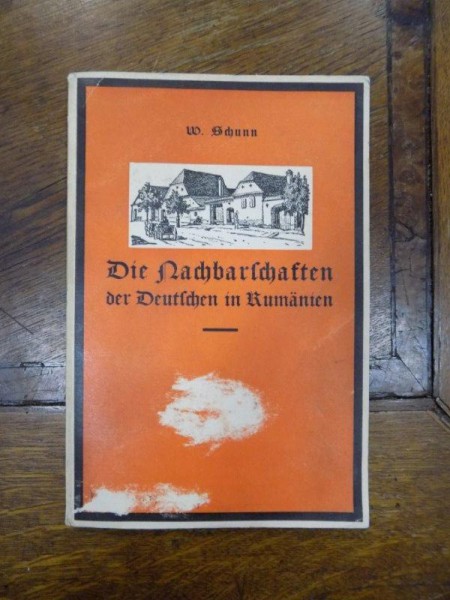 W. Schunn
Die Nachbarſchaften
der Deutſchen in Rumänien